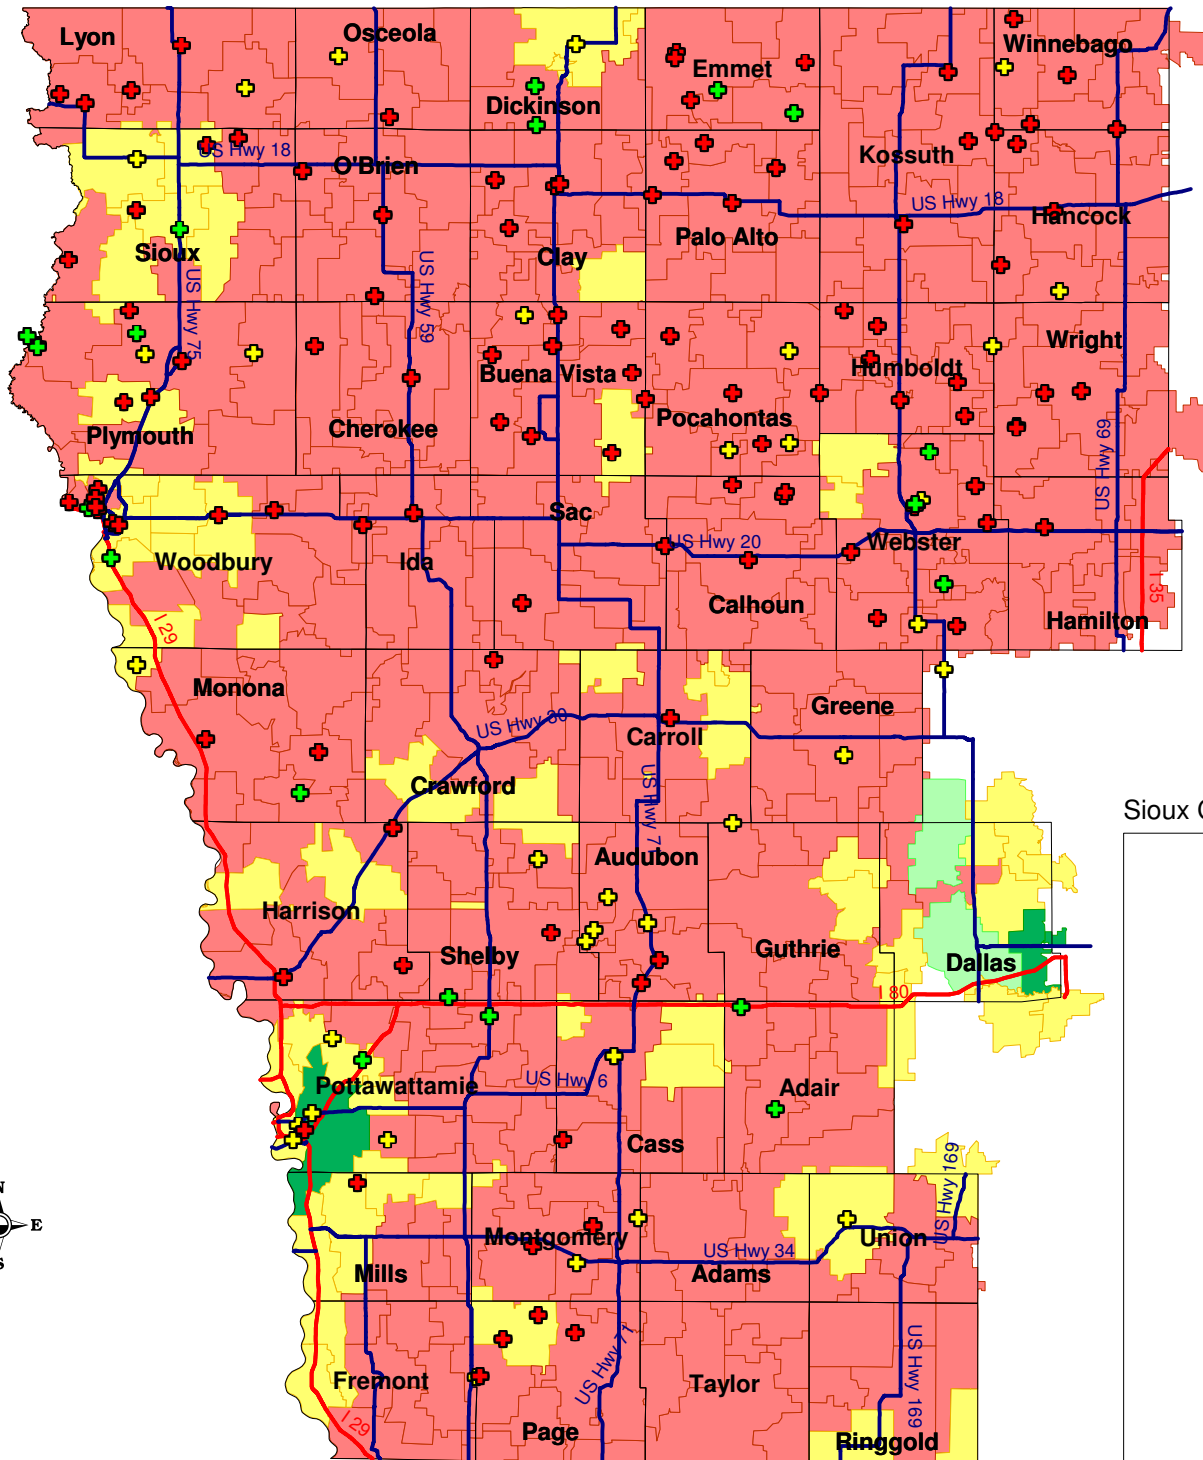 Lyon
Osceola
Winnebago
Emmet
Dickinson
US Hwy 18
O'Brien
Kossuth
US Hwy 18
Hancock
Palo Alto
Sioux
Clay
US Hwy 75
US Hwy 59
Wright
Humboldt
Buena Vista
Pocahontas
Plymouth
Cherokee
US Hwy 69
Sac
US Hwy 20
Webster
Woodbury
Ida
I 35
Calhoun
Hamilton
I 29
Monona
Greene
US Hwy 30
Carroll
Crawford
US Hwy 7
Sioux C
Audubon
Harrison
Guthrie
Shelby
Dallas
I 80
US Hwy 6
Pottawattamie
Adair
Cass
US Hwy 169
N
E
S
Montgomery
Union
US Hwy 34
Mills
Adams
US Hwy 71
US Hwy 169
Fremont
Taylor
I 29
Page
Ringgold